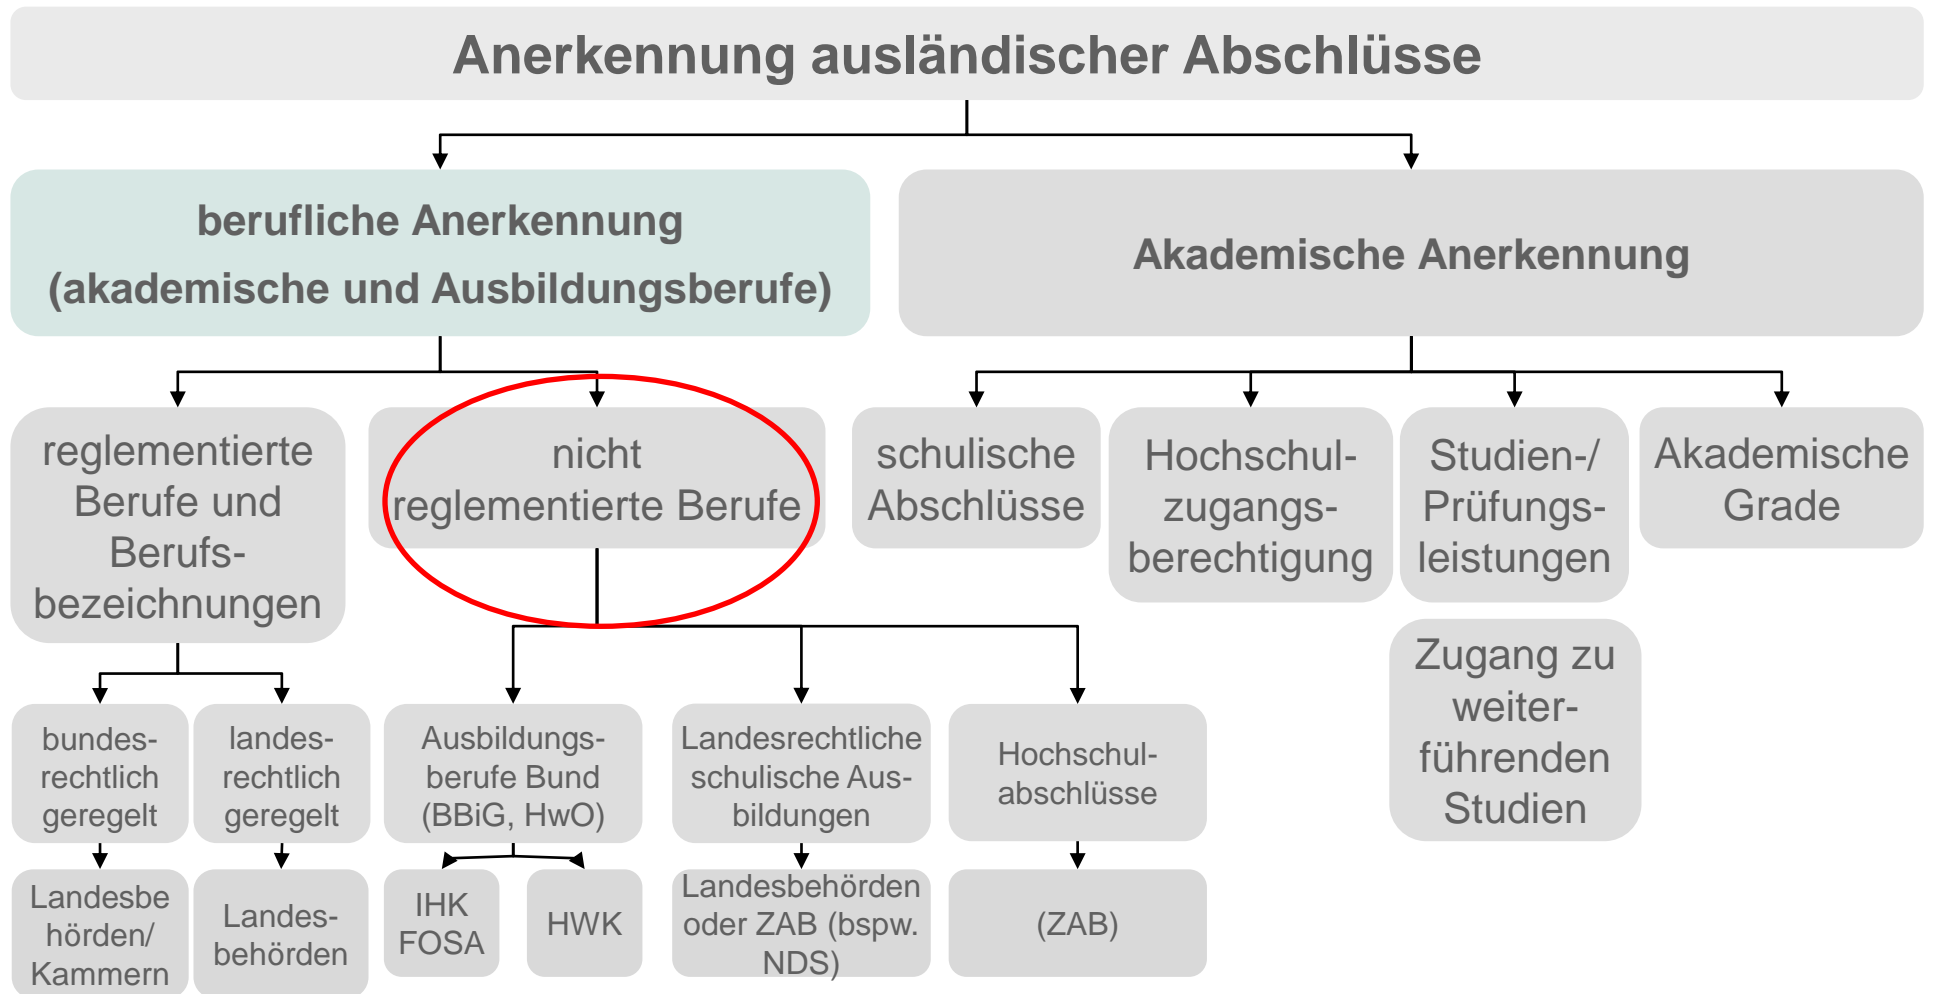 Anerkennung ausländischer Abschlüsse
berufliche Anerkennung
(akademische und Ausbildungsberufe)
Akademische Anerkennung
reglementierte
Berufe und
Berufs-
bezeichnungen
nicht
reglementierte Berufe
schulische
Abschlüsse
Hochschul-
zugangs-
berechtigung
Studien-/
Prüfungs-
leistungen
Akademische
Grade
Zugang zu
weiter-
führenden
Studien
bundes-
rechtlich
geregelt
landes-
rechtlich
geregelt
Ausbildungs-
berufe Bund
(BBiG, HwO)
Landesrechtliche
schulische Aus-
bildungen
Hochschul-
abschlüsse
Landesbe
hörden/
Kammern
Landes-
behörden
IHK
FOSA
HWK
Landesbehörden
oder ZAB (bspw.
NDS)
(ZAB)